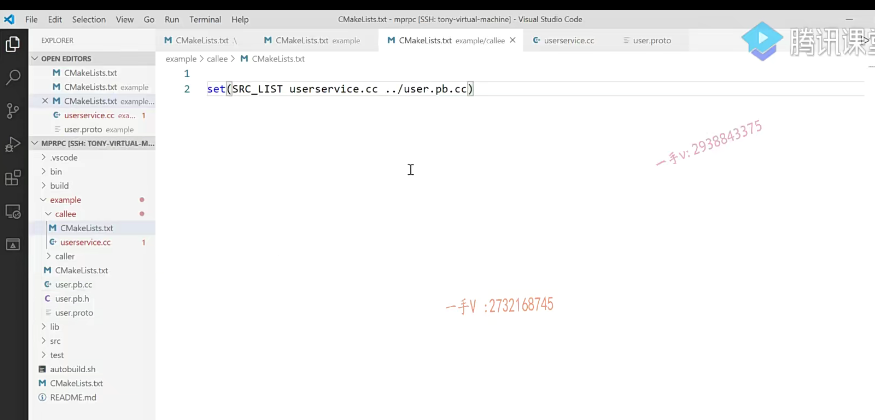 File Edit Selection View Go Run Terminal Help CMakeLists.txt - mprpc [SSH: tony-virtual-machine] - Visual Studio Code
EXPLORER
CMakeLists.txt .\
CMakeLists.txt example
CMakeLists.txt example/callee
userservice.cc
user.proto
腾讯课堂
OPEN EDITORS
CMakeLists.txt
CMakeLists.txt example
CMakeLists.txt example...
userservice.cc exa... 1
user.proto example
MPRPC [SSH: TONY-VIRTUAL-M...
.vscode
bin
build
example
callee
CMakeLists.txt
userservice.cc 1
caller
CMakeLists.txt
user.pb.cc
user.pb.h
user.proto
lib
src
test
autobuild.sh
CMakeLists.txt
README.md
example > callee > CMakeLists.txt
1
2 set(SRC_LIST userservice.cc ../user.pb.cc)
一手v: 2938843375
一手V :2732168745